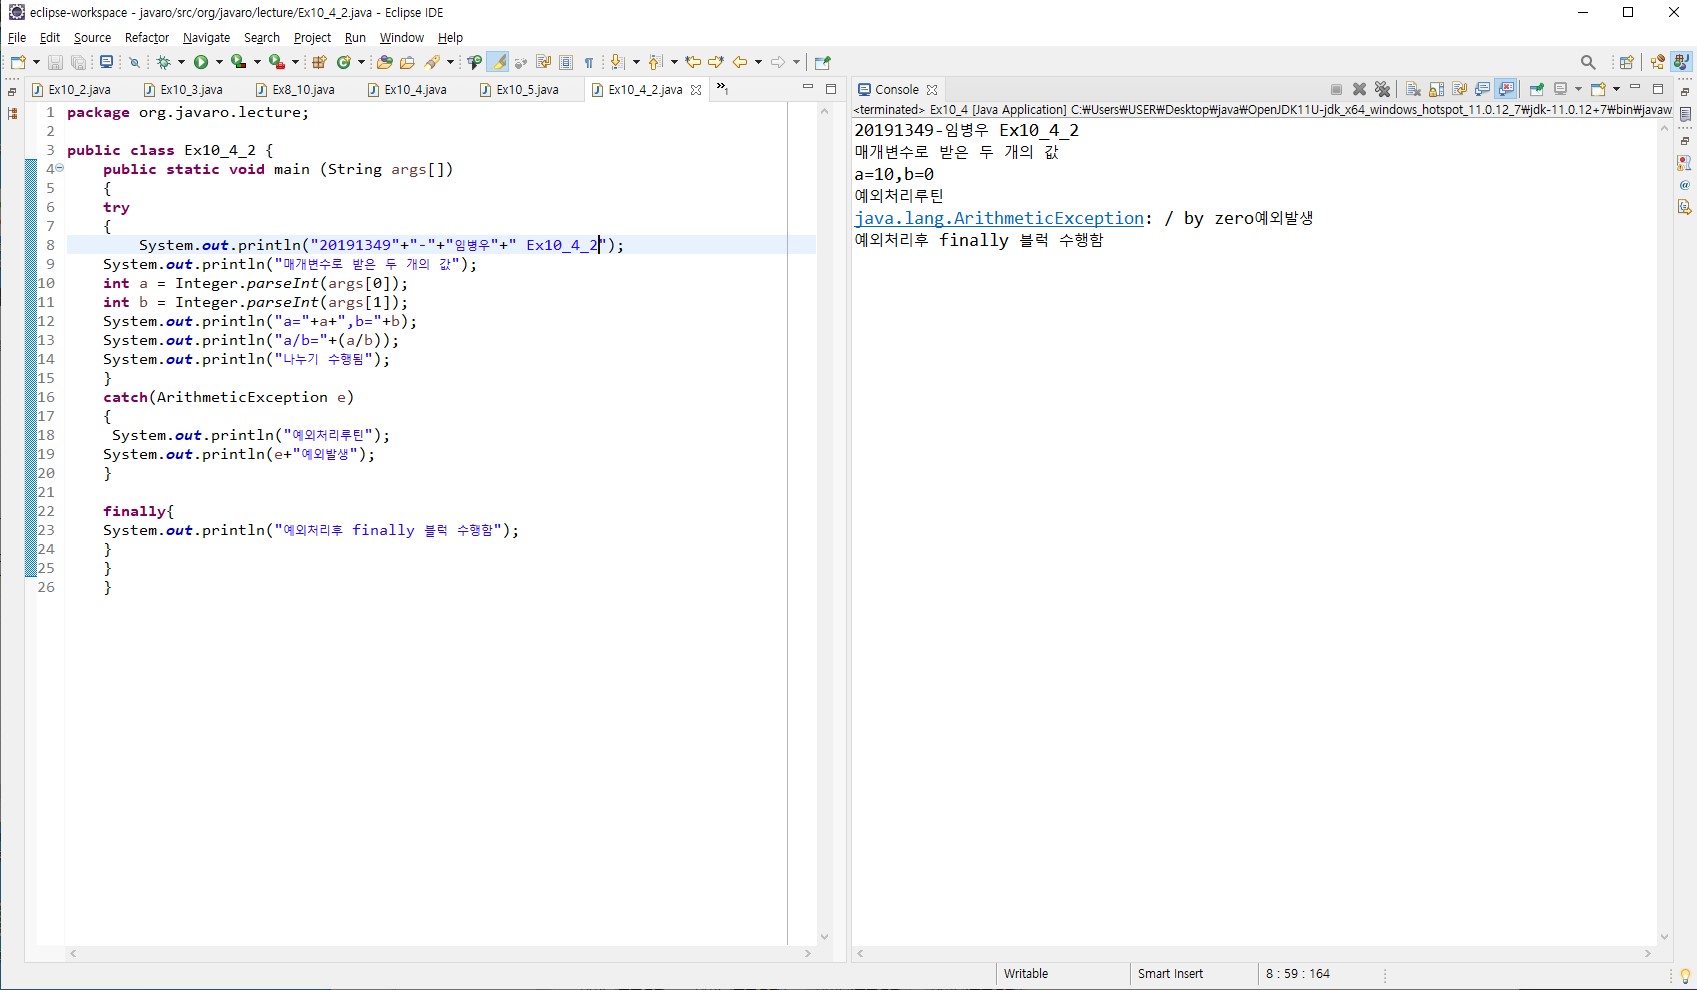 eclipse-workspace - javaro/src/org/javaro/lecture/Ex10_4_2.java - Eclipse IDE
File Edit Source Refactor Navigate Search Project Run Window Help
Ex10_2.java Ex10_3.java Ex8_10.java Ex10_4.java Ex10_5.java Ex10_4_2.java »1
1 package org.javaro.lecture;
2
3 public class Ex10_4_2 {
4 public static void main (String args[])
5 {
6 try
7 {
8 System.out.println("20191349"+"-"+"임병우"+" Ex10_4_2");
9 System.out.println("매개변수로 받은 두 개의 값");
10 int a = Integer.parseInt(args[0]);
11 int b = Integer.parseInt(args[1]);
12 System.out.println("a="+a+",b="+b);
13 System.out.println("a/b="+(a/b));
14 System.out.println("나누기 수행됨");
15 }
16 catch(ArithmeticException e)
17 {
18 System.out.println("예외처리루틴");
19 System.out.println(e+"예외발생");
20 }
21
22 finally{
23 System.out.println("예외처리후 finally 블럭 수행함");
24 }
25 }
26 }
Console
<terminated> Ex10_4 [Java Application] C:₩Users₩USER₩Desktop₩java₩OpenJDK11U-jdk_x64_windows_hotspot_11.0.12_7₩jdk-11.0.12+7₩bin₩javaw
20191349-임병우 Ex10_4_2
매개변수로 받은 두 개의 값
a=10,b=0
예외처리루틴
java.lang.ArithmeticException: / by zero예외발생
예외처리후 finally 블럭 수행함
Writable Smart Insert 8 : 59 : 164